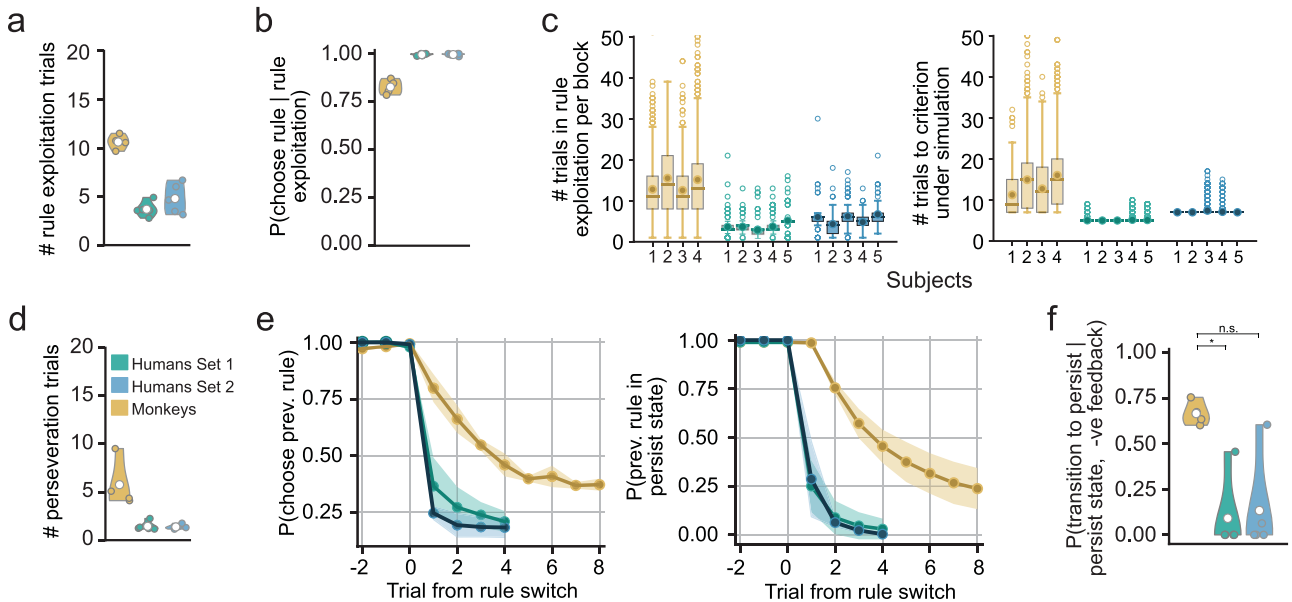 a
# rule exploitation trials
20
15
10
5
0
b
P(choose rule | rule
exploitation)
1.00
0.75
0.50
0.25
0.00
c
# trials in rule
exploitation per block
50
40
30
20
10
0
1 2 3 4 1 2 3 4 5 1 2 3 4 5
# trials to criterion
under simulation
50
40
30
20
10
0
1 2 3 4 1 2 3 4 5 1 2 3 4 5
Subjects
d
# perseveration trials
20
15
10
5
0
Humans Set 1
Humans Set 2
Monkeys
e
P(choose prev. rule)
1.00
0.75
0.50
0.25
-2 0 2 4 6 8
Trial from rule switch
P(prev. rule in
persist state)
1.00
0.75
0.50
0.25
0.00
-2 0 2 4 6 8
Trial from rule switch
f
P(transition to persist |
persist state, -ve feedback)
n.s.
*
1.00
0.75
0.50
0.25
0.00